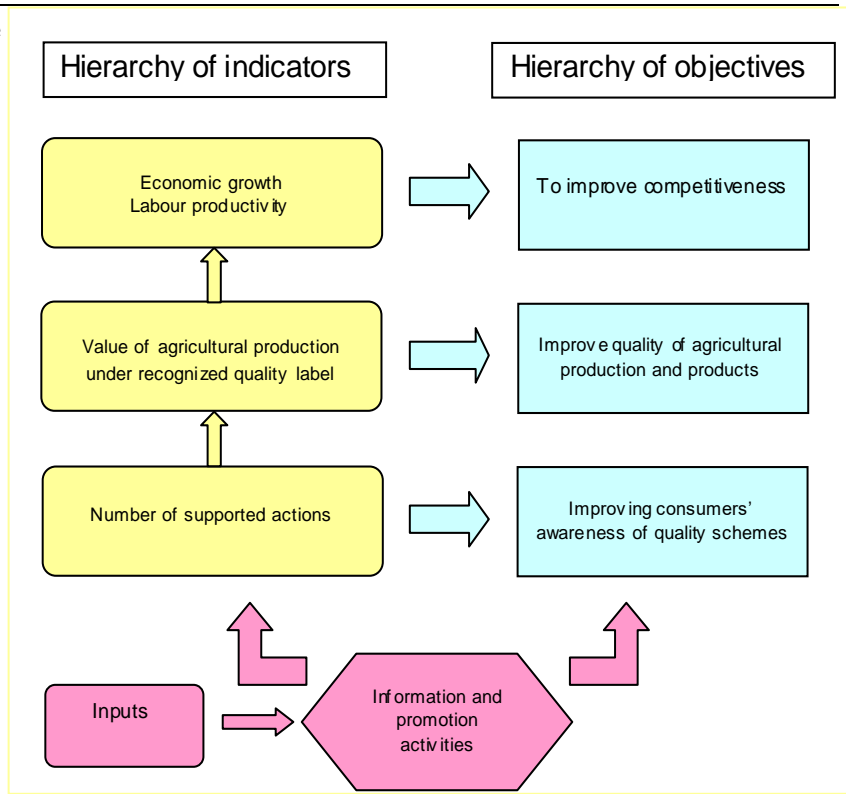 Hierarchy of indicators
Hierarchy of objectives
Economic growth
Labour productivity
To improve competitiveness
Value of agricultural production
under recognized quality label
Improve quality of agricultural
production and products
Number of supported actions
Improving consumers’
awareness of quality schemes
Inputs
Information and
promotion
activities